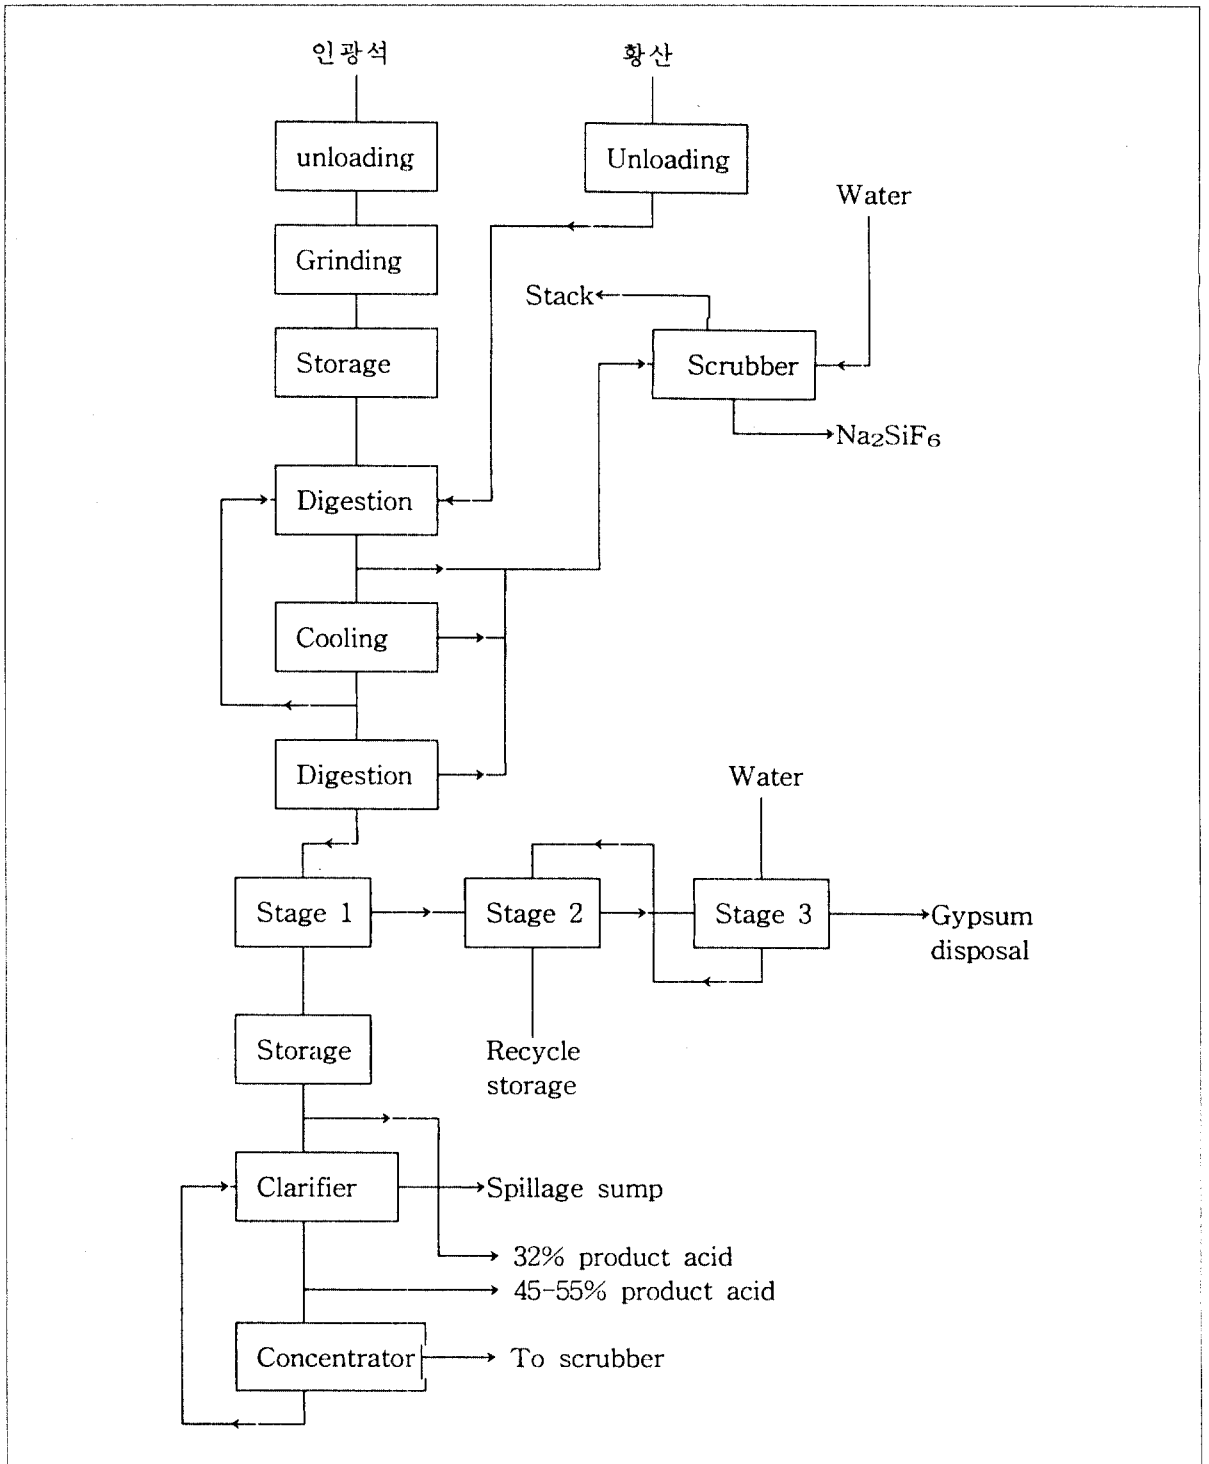 인광석
황산
unloading
Unloading
Water
Grinding
Stack
Storage
Scrubber
Na₂SiF₆
Digestion
Cooling
Digestion
Water
Stage 1
Stage 2
Stage 3
Gypsum
disposal
Storage
Recycle
storage
Clarifier
Spillage sump
32% product acid
45-55% product acid
Concentrator
To scrubber